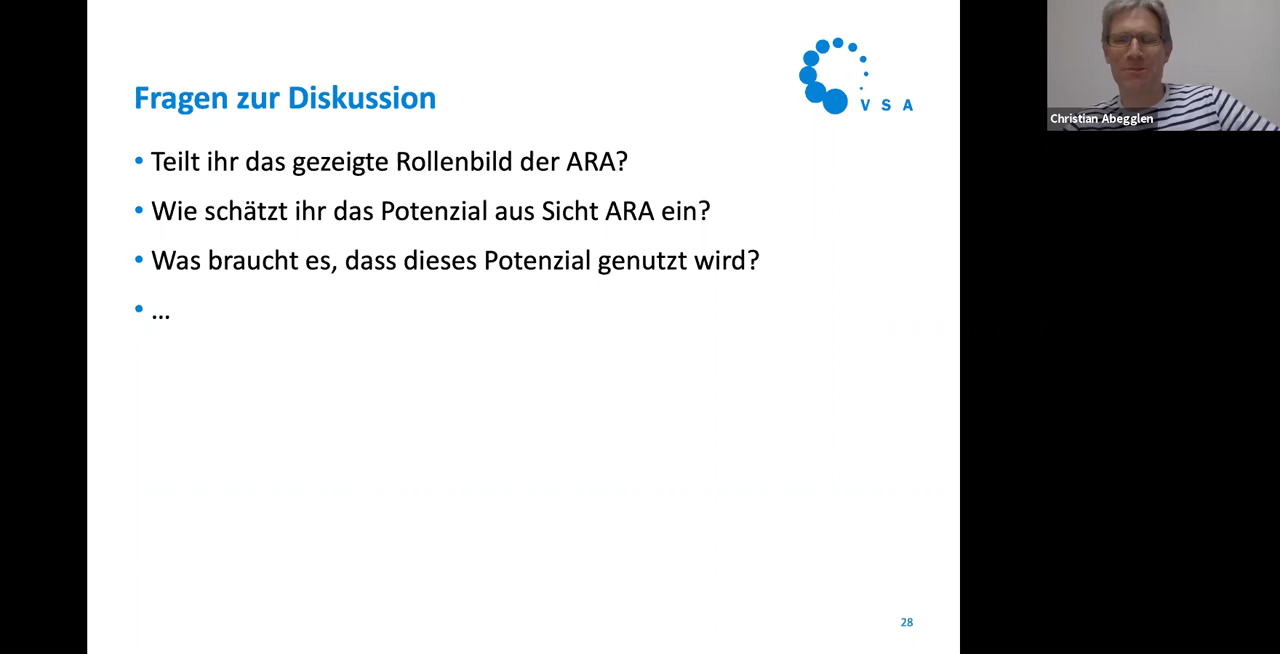 VSA
Fragen zur Diskussion
• Teilt ihr das gezeigte Rollenbild der ARA?
• Wie schätzt ihr das Potenzial aus Sicht ARA ein?
• Was braucht es, dass dieses Potenzial genutzt wird?
• ...
28
Christian Abegglen